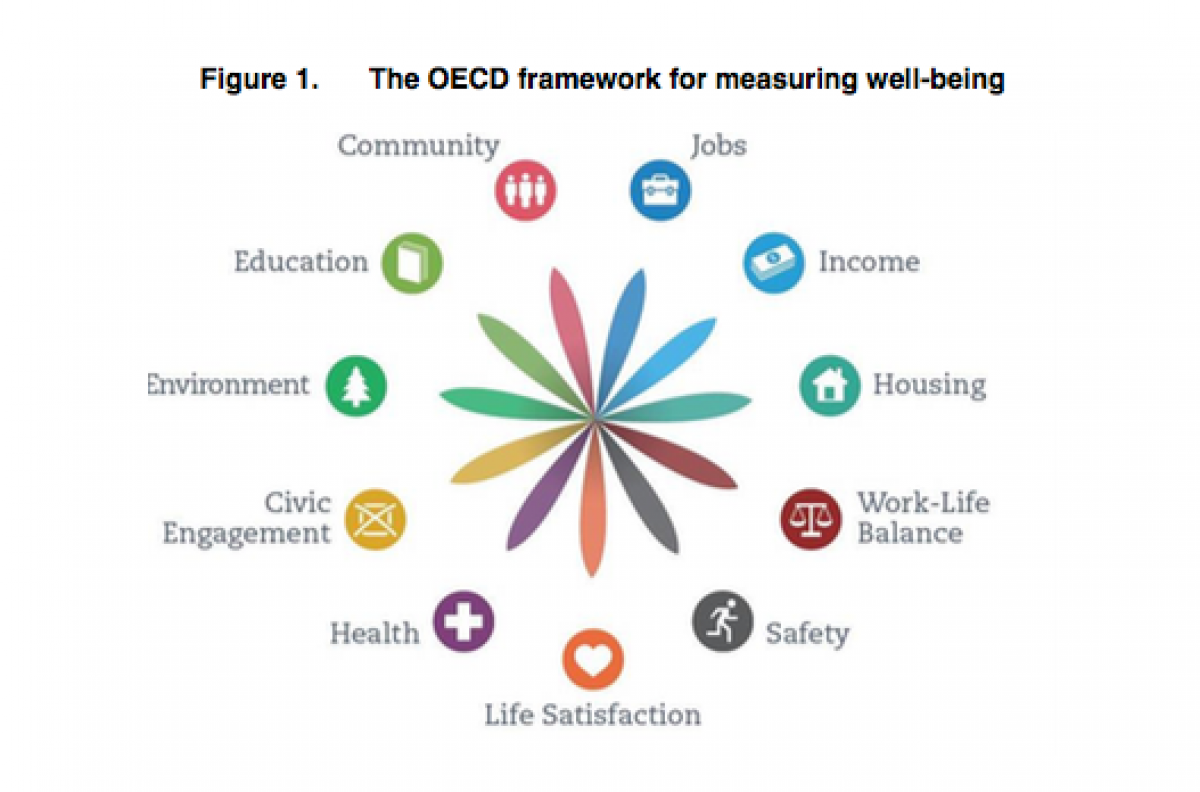 Figure 1. The OECD framework for measuring well-being
Community
Jobs
Education
Income
Environment
Housing
Civic
Engagement
Work-Life
Balance
Health
Safety
Life Satisfaction